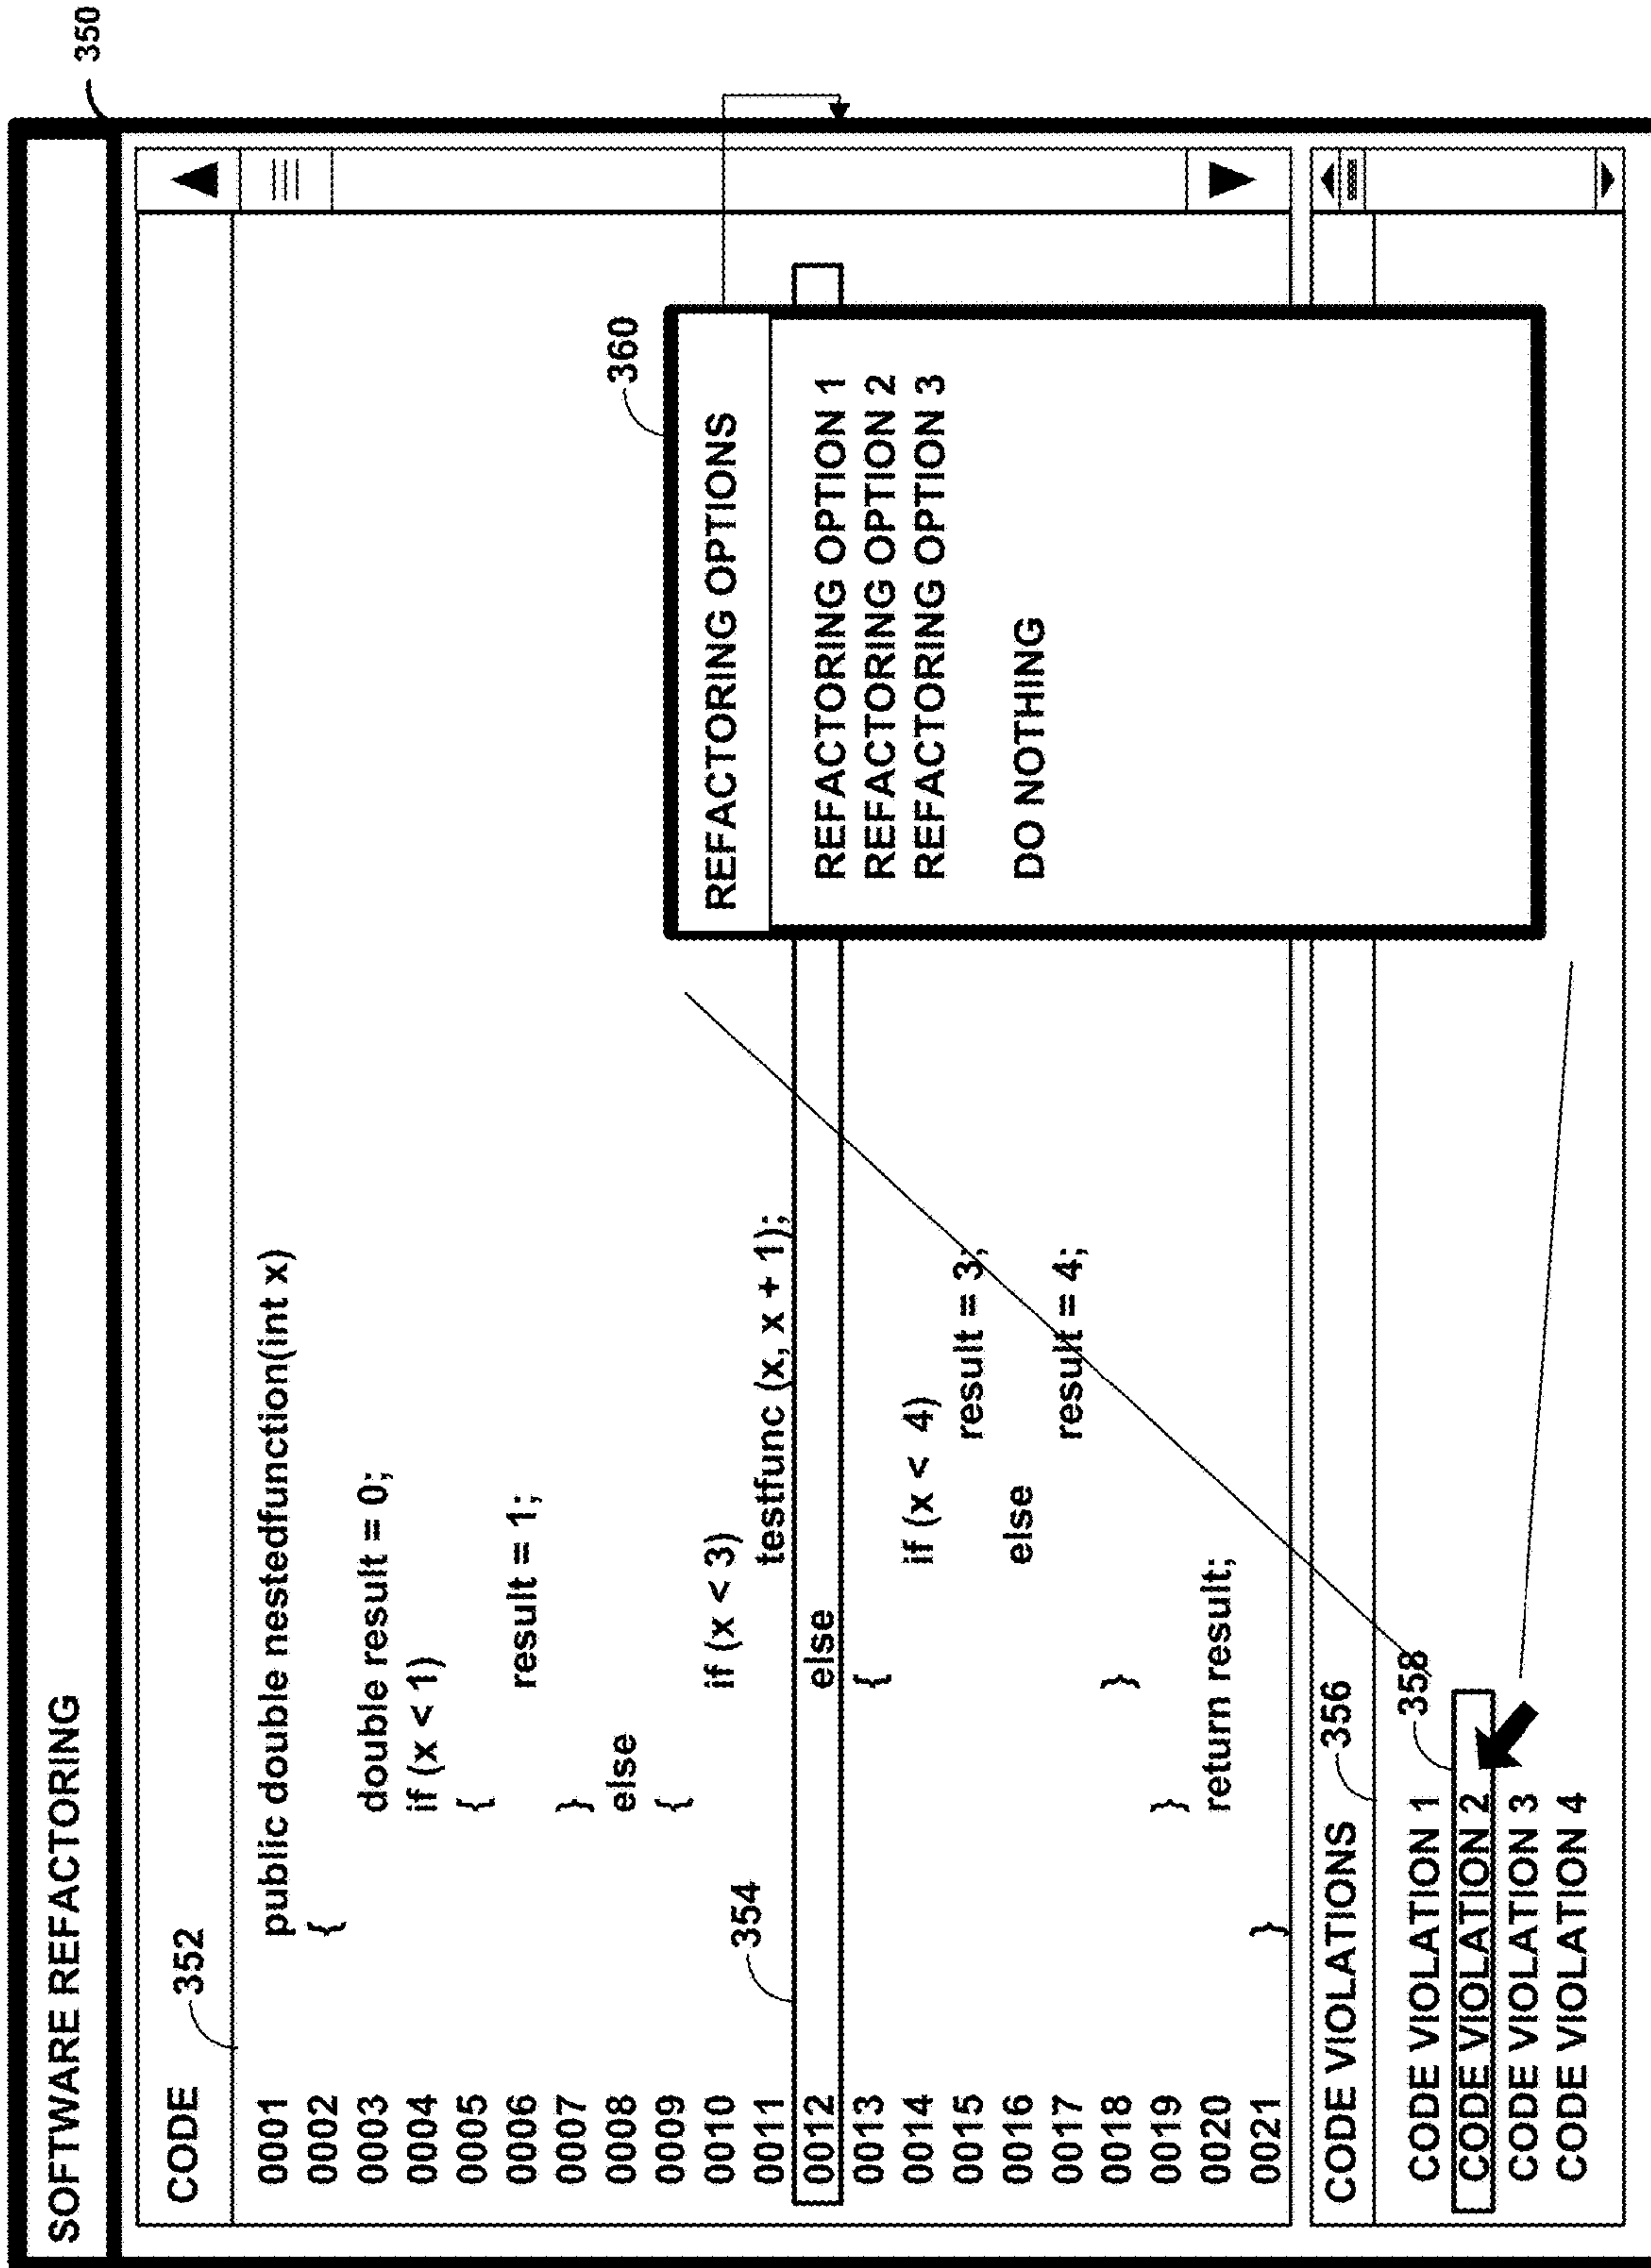 350
SOFTWARE REFACTORING
CODE
352
0001 public double nestedfunction(int x)
0002 {
0003 double result = 0;
0004 if (x < 1)
0005 {
0006 result = 1;
0007 }
0008 else
0009 {
0010 if (x < 3)
0011 testfunc (x, x + 1);
354
0012 else
0013 {
0014 if (x < 4)
0015 result = 3;
0016 else
0017 result = 4;
0018 }
0019 }
0020 return result;
0021 }
360
REFACTORING OPTIONS
REFACTORING OPTION 1
REFACTORING OPTION 2
REFACTORING OPTION 3
DO NOTHING
CODE VIOLATIONS
356
358
CODE VIOLATION 1
CODE VIOLATION 2
CODE VIOLATION 3
CODE VIOLATION 4